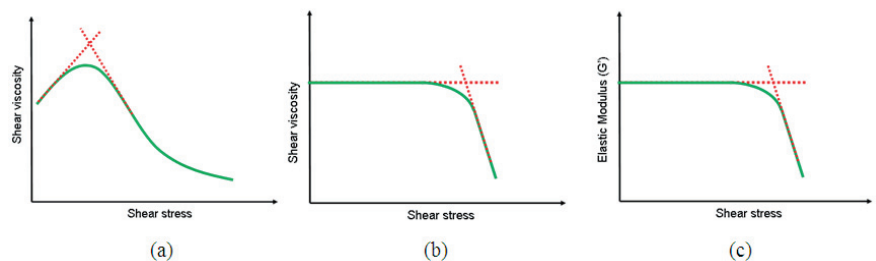 Shear viscosity
Shear stress
(a)
Shear viscosity
Shear stress
(b)
Elastic Modulus (G')
Shear stress
(c)